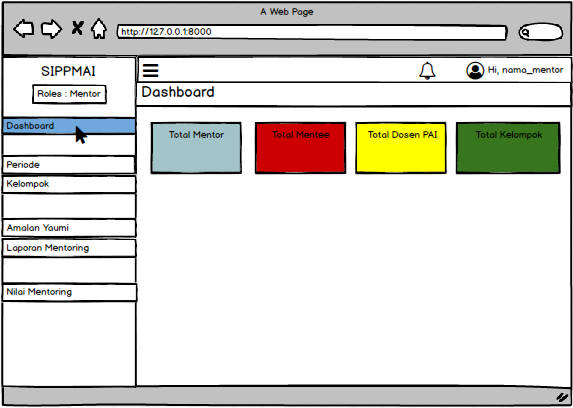 A Web Page
http://127.0.0.1:8000
SIPPMAI
Roles : Mentor
Hi, nama_mentor
Dashboard
Dashboard
Periode
Kelompok
Amalan Yaumi
Laporan Mentoring
Nilai Mentoring
Total Mentor
Total Mentee
Total Dosen PAI
Total Kelompok